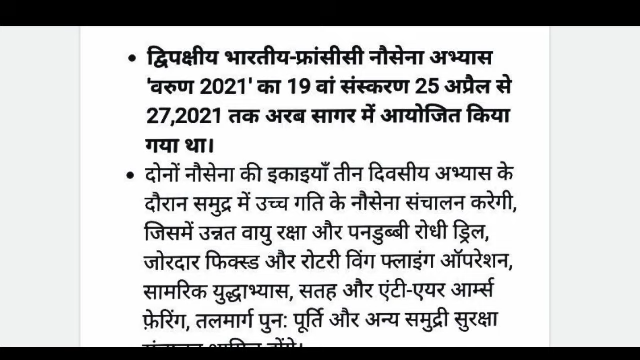 • द्विपक्षीय भारतीय-फ्रांसीसी नौसेना अभ्यास
'वरुण 2021' का 19 वां संस्करण 25 अप्रैल से
27,2021 तक अरब सागर में आयोजित किया
गया था।
• दोनों नौसेना की इकाइयाँ तीन दिवसीय अभ्यास के
दौरान समुद्र में उच्च गति के नौसेना संचालन करेगी,
जिसमें उन्नत वायु रक्षा और पनडुब्बी रोधी ड्रिल,
जोरदार फिक्स्ड और रोटरी विंग फ्लाइंग ऑपरेशन,
सामरिक युद्धाभ्यास, सतह और एंटी-एयर आर्म्स
फ़ेरिंग, तलमार्ग पुन: पूर्ति और अन्य समुद्री सुरक्षा